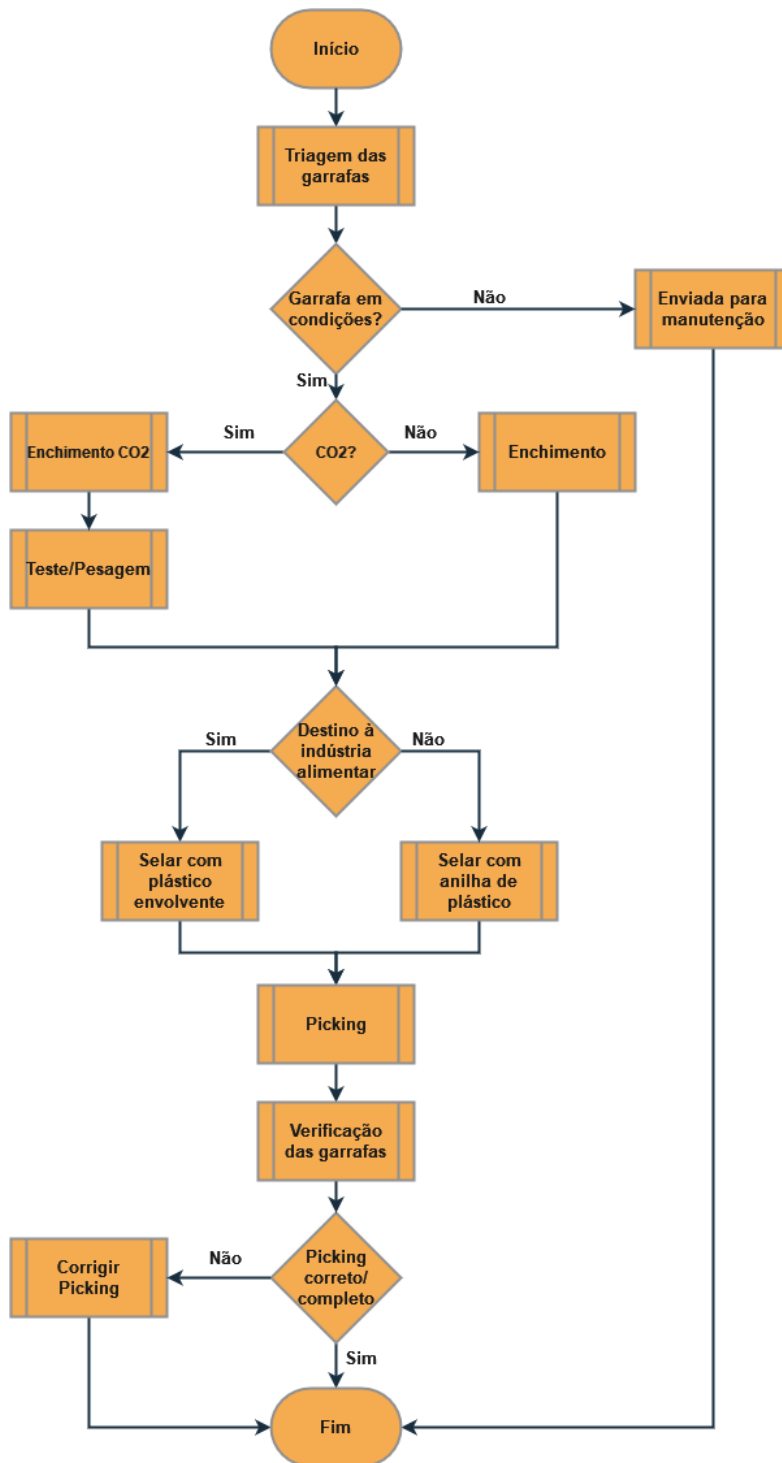 Início
Triagem das
garrafas
Garrafa em
condições?
Não
Enviada para
manutenção
Sim
Sim
CO2?
Não
Enchimento CO2
Enchimento
Teste/Pesagem
Sim
Destino à
indústria
alimentar
Não
Selar com
plástico
envolvente
Selar com
anilha de
plástico
Picking
Verificação
das garrafas
Não
Picking
correto/
completo
Corrigir
Picking
Sim
Fim